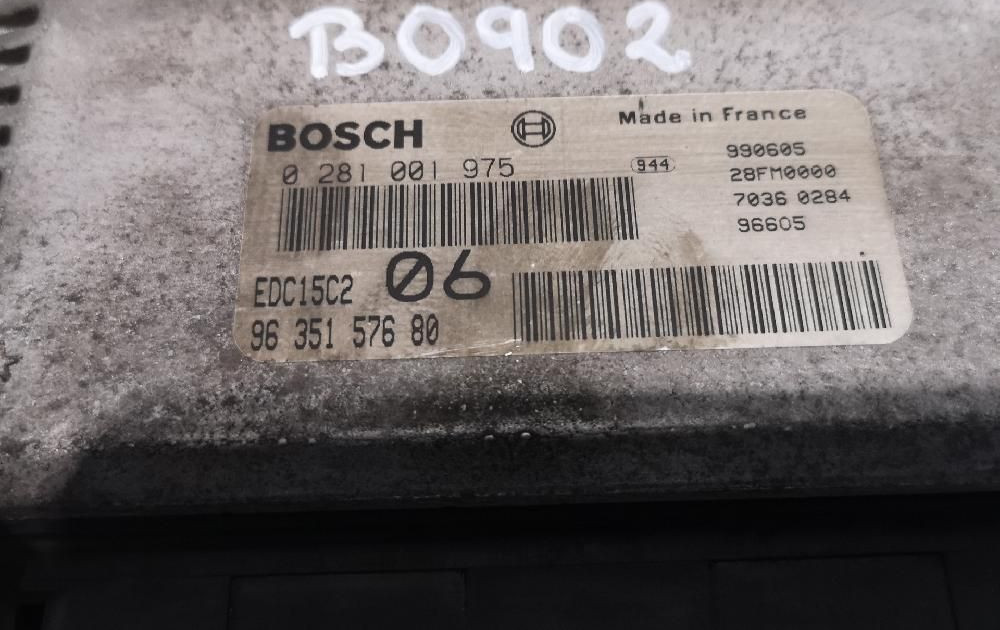 B0902
BOSCH
Made in France
0 281 001 975
944
990605
28FM0000
7036 0284
96605
EDC15C2
06
96 351 576 80